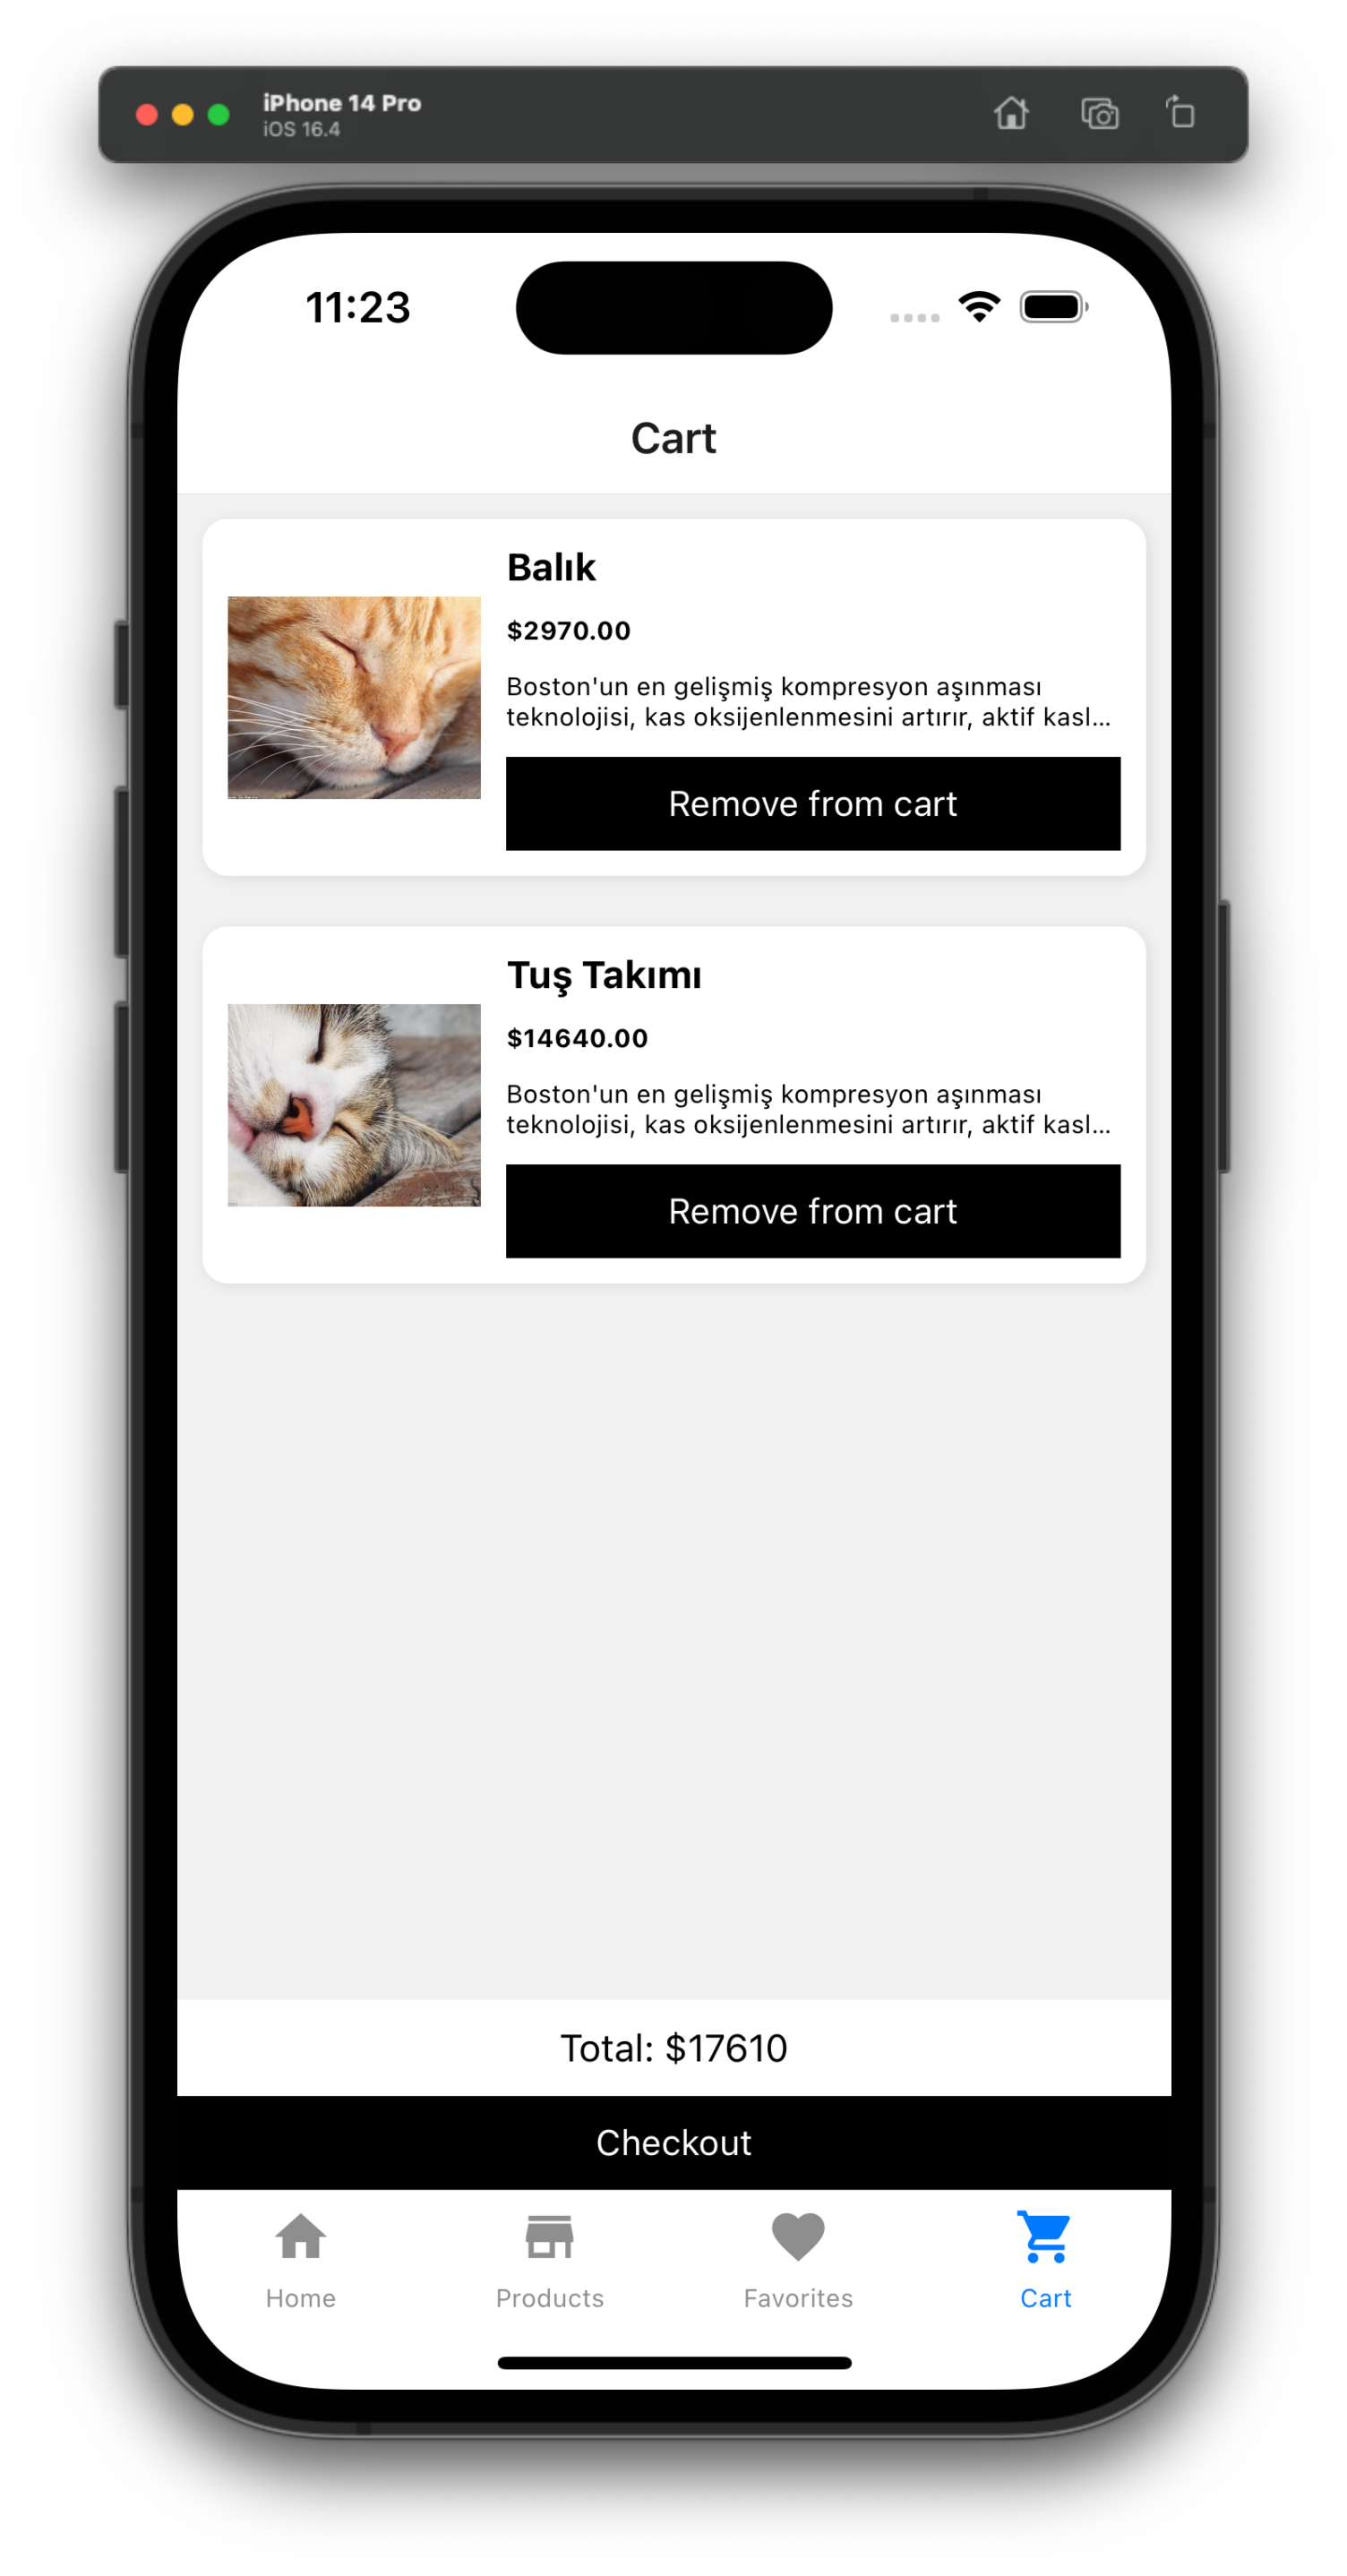 iPhone 14 Pro
iOS 16.4
11:23
Cart
Balık
$2970.00
Boston'un en gelişmiş kompresyon aşınması
teknolojisi, kas oksijenlenmesini artırır, aktif kasl...
Remove from cart
Tuş Takımı
$14640.00
Boston'un en gelişmiş kompresyon aşınması
teknolojisi, kas oksijenlenmesini artırır, aktif kasl...
Remove from cart
Total: $17610
Checkout
Home
Products
Favorites
Cart